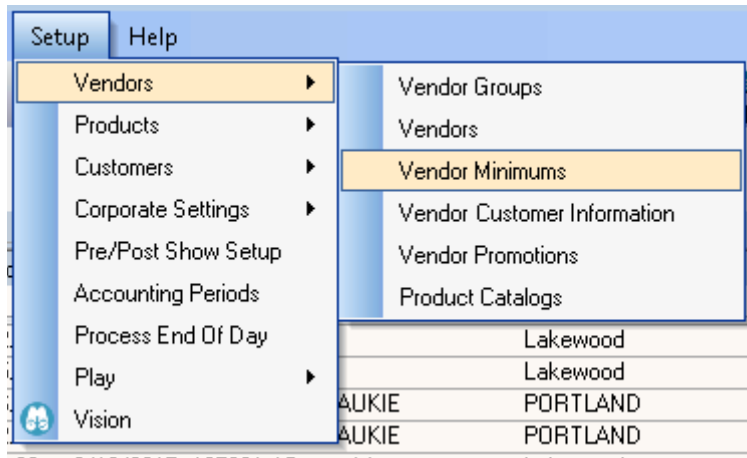 Setup Help
Vendors
Products
Customers
Corporate Settings
Pre/Post Show Setup
Accounting Periods
Process End Of Day
Play
Vision
Vendor Groups
Vendors
Vendor Minimums
Vendor Customer Information
Vendor Promotions
Product Catalogs
Lakewood
Lakewood
AUKIE PORTLAND
AUKIE PORTLAND